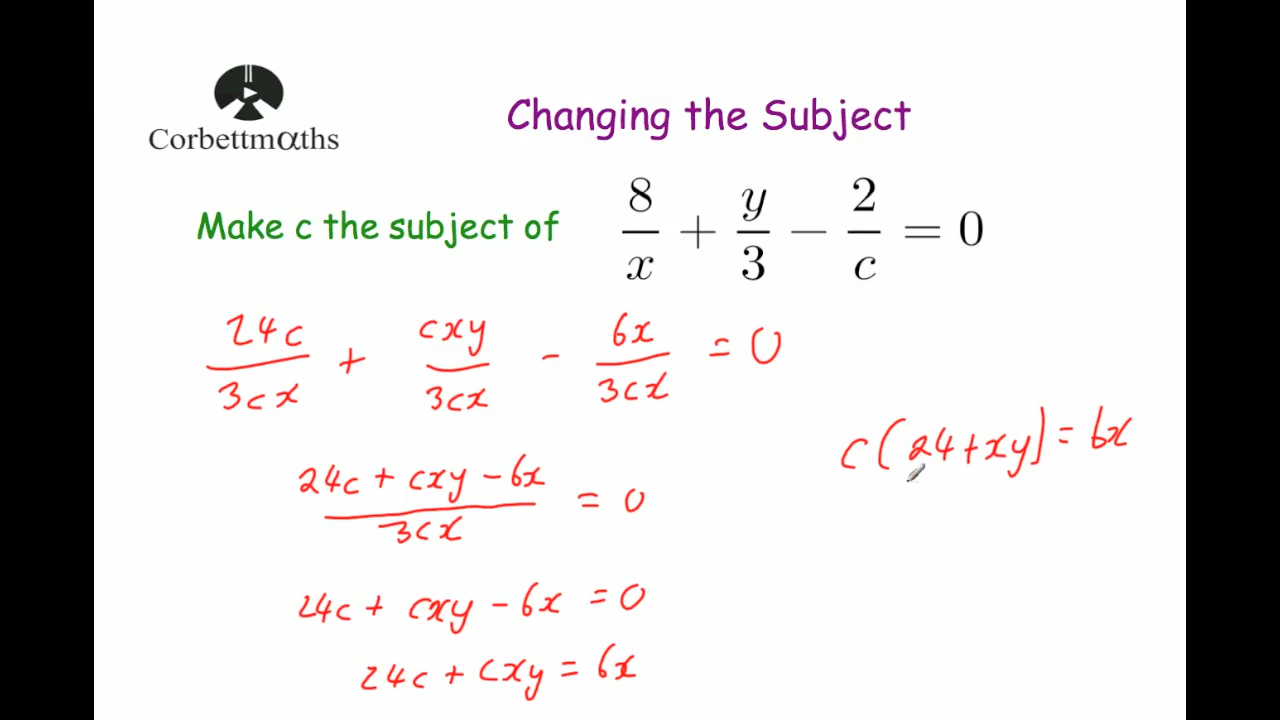 Corbettmαths
Changing the Subject
Make c the subject of 8/x + y/3 − 2/c = 0
24c/3cx + cxy/3cx - 6x/3cx = 0
c(24+xy) = 6x
24c + cxy - 6x/3cx = 0
24c + cxy - 6x = 0
24c + cxy = 6x